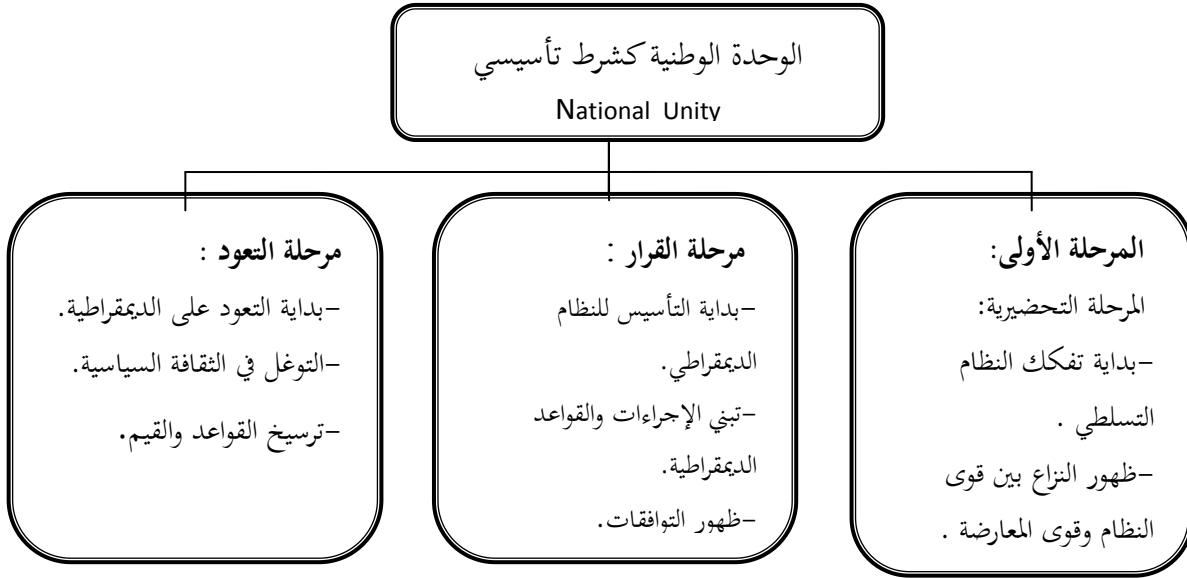 الوحدة الوطنية كشرط تأسيسي
National Unity
المرحلة الأولى:
المرحلة التحضيرية:
-بداية تفكك النظام
التسلطي .
-ظهور النزاع بين قوى
النظام وقوى المعارضة .
مرحلة القرار :
-بداية التأسيس للنظام
الديمقراطي.
-تبني الإجراءات والقواعد
الديمقراطية.
-ظهور التوافقات.
مرحلة التعود :
-بداية التعود على الديمقراطية.
-التوغل في الثقافة السياسية.
-ترسيخ القواعد والقيم.